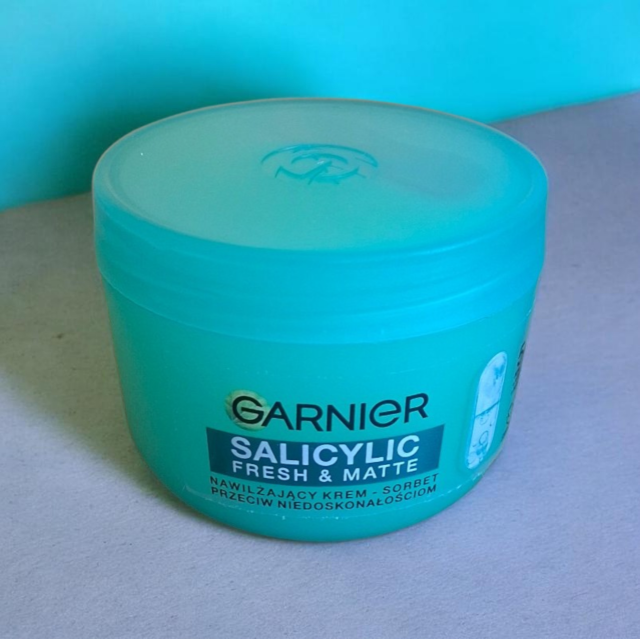 GARNIER
SALICYLIC
FRESH & MATTE
NAWILŻAJĄCY KREM - SORBET
PRZECIW NIEDOSKONAŁOŚCIOM